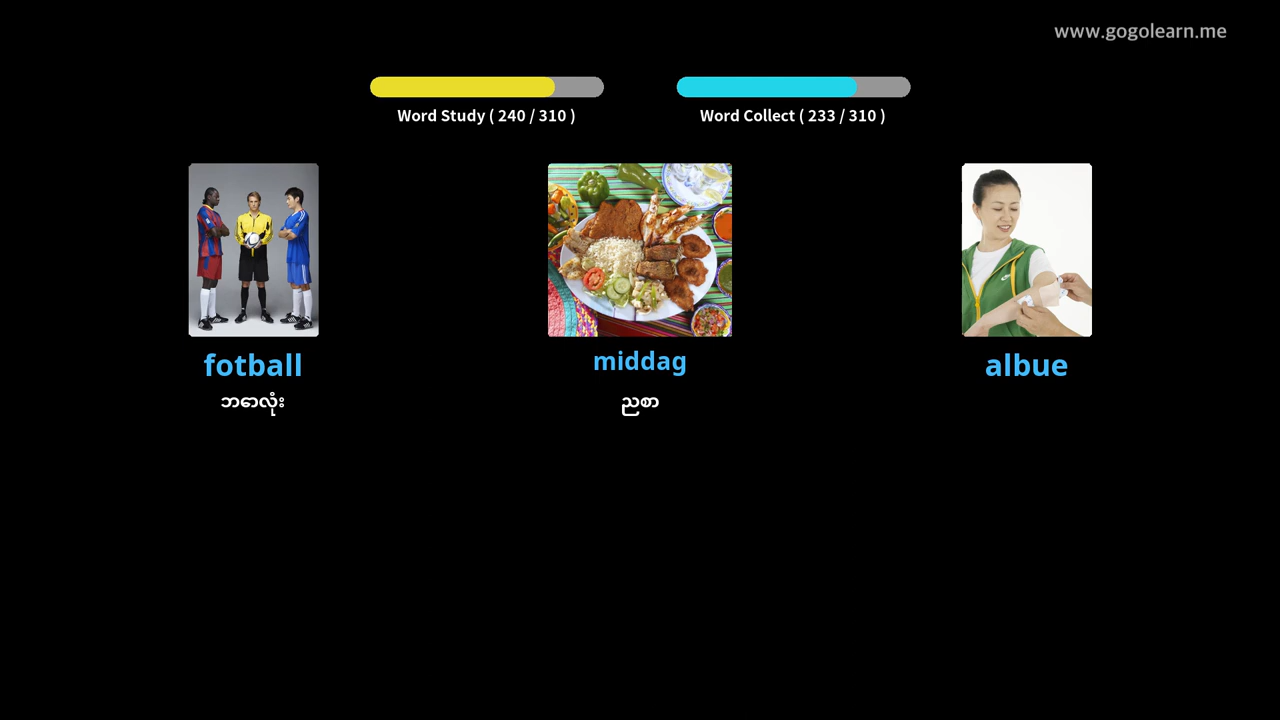 www.gogolearn.me
Word Study ( 240 / 310 )
Word Collect ( 233 / 310 )
fotball
middag
albue
ဘောလုံး
ညစာ